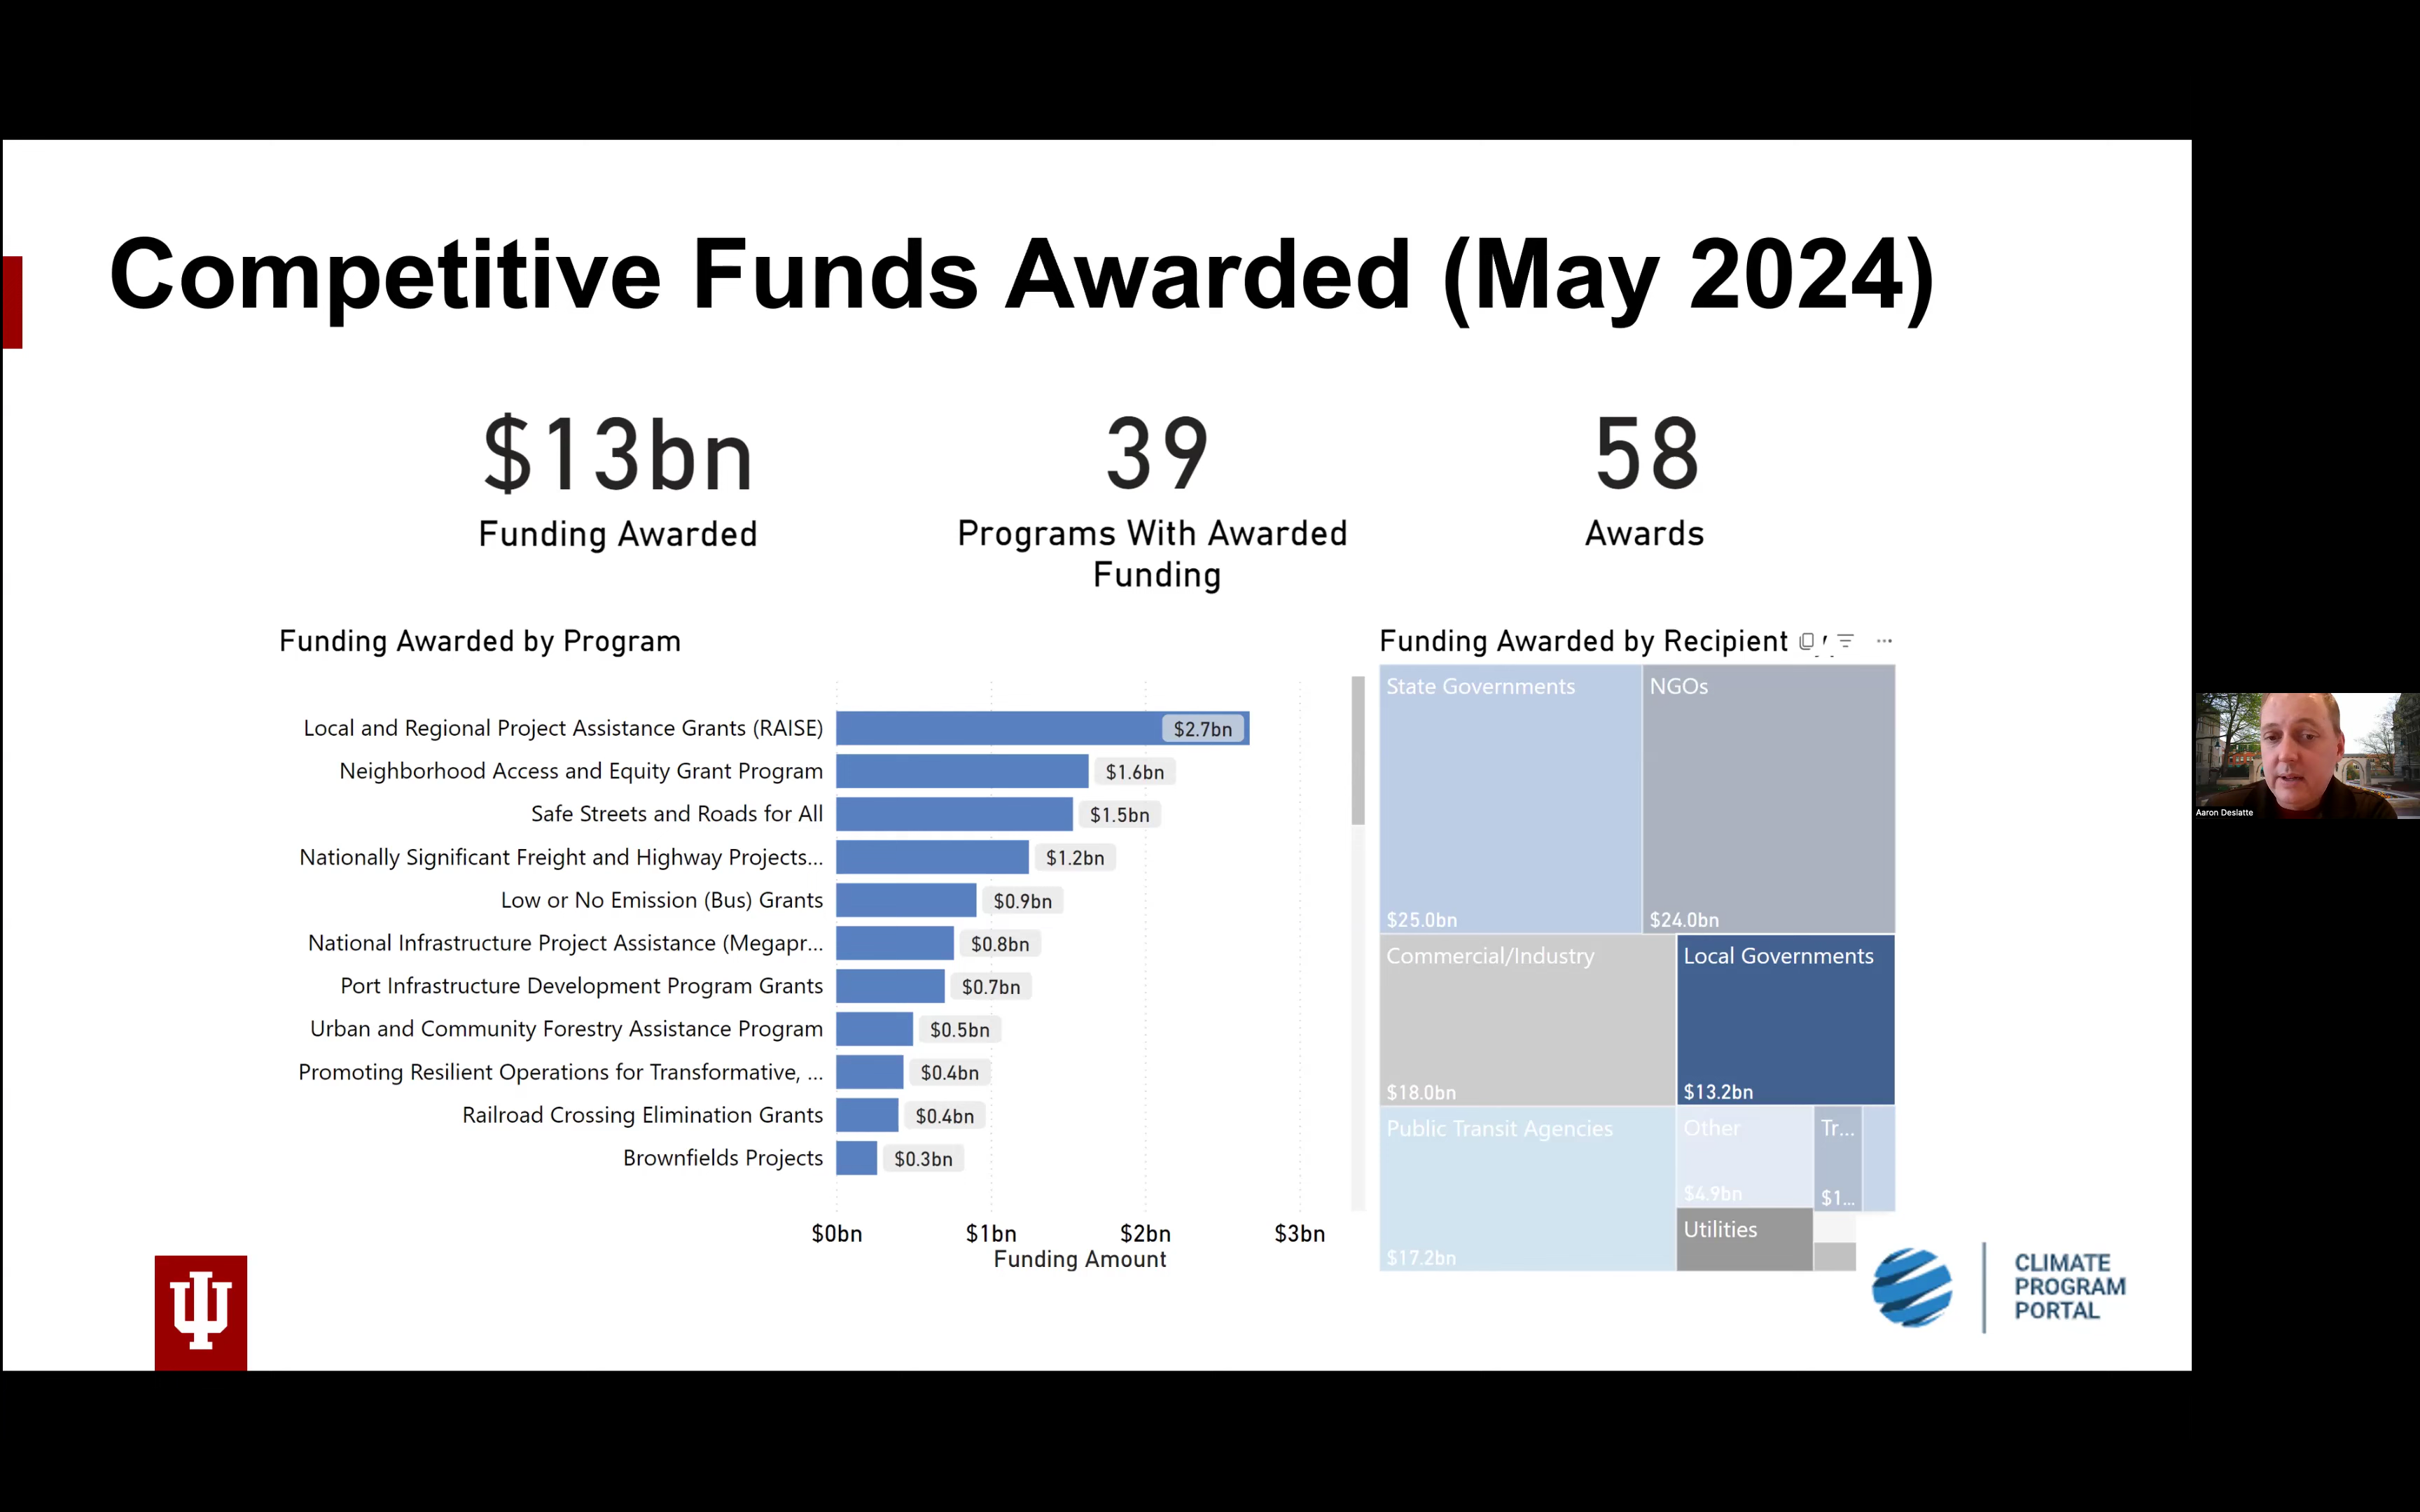 Competitive Funds Awarded (May 2024)
$13bn
Funding Awarded
39
Programs With Awarded
Funding
58
Awards
Funding Awarded by Program
Local and Regional Project Assistance Grants (RAISE)
$2.7bn
Neighborhood Access and Equity Grant Program
$1.6bn
Safe Streets and Roads for All
$1.5bn
Nationally Significant Freight and Highway Projects...
$1.2bn
Low or No Emission (Bus) Grants
$0.9bn
National Infrastructure Project Assistance (Megapr...
$0.8bn
Port Infrastructure Development Program Grants
$0.7bn
Urban and Community Forestry Assistance Program
$0.5bn
Promoting Resilient Operations for Transformative, ...
$0.4bn
Railroad Crossing Elimination Grants
$0.4bn
Brownfields Projects
$0.3bn
$0bn
$1bn
$2bn
$3bn
Funding Amount
Funding Awarded by Recipient
State Governments
$25.0bn
NGOs
$24.0bn
Commercial/Industry
$18.0bn
Local Governments
$13.2bn
Public Transit Agencies
$17.2bn
Other
$4.9bn
Tr...
$1...
Utilities
CLIMATE
PROGRAM
PORTAL
Aaron Deslatte